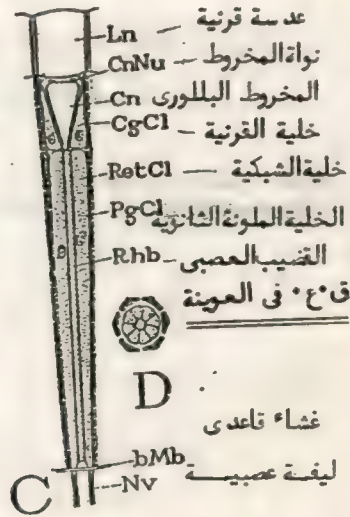 Ln – عدسة قرنية
CnNu – نواة المخروط
Cn المخروط البللورى
CgCl – خلية القرنية
RetCl – خلية الشبكية
PgCl الخلية الملونة الثانوية
Rhb – القضيب العصبى
ق.ع. فى العوينة
D
غشاء قاعدى
bMb
Nv ليفة عصبية
C